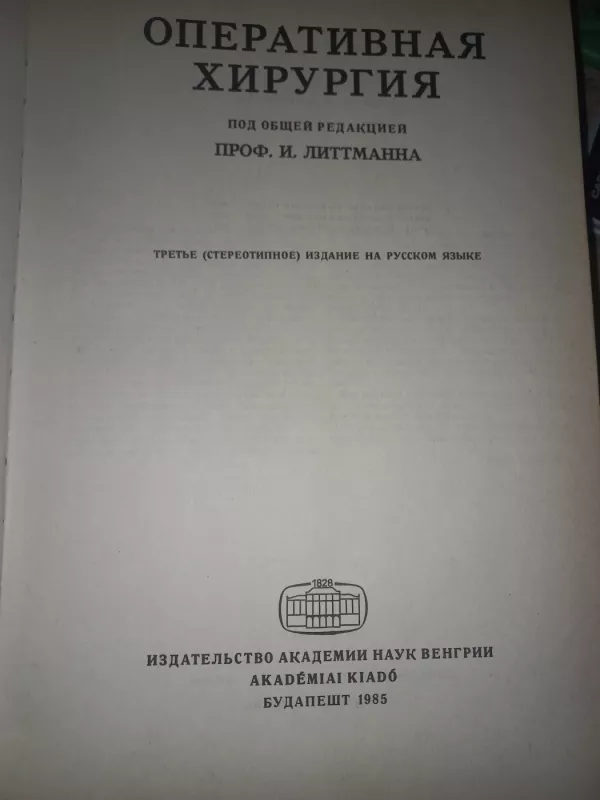 ОПЕРАТИВНАЯ
ХИРУРГИЯ
ПОД ОБЩЕЙ РЕДАКЦИЕЙ
ПРОФ. И. ЛИТТМАННА
ТРЕТЬЕ (СТЕРЕОТИПНОЕ) ИЗДАНИЕ НА РУССКОМ ЯЗЫКЕ
1828
ИЗДАТЕЛЬСТВО АКАДЕМИИ НАУК ВЕНГРИИ
AKADÉMIAI KIADÓ
БУДАПЕШТ 1985